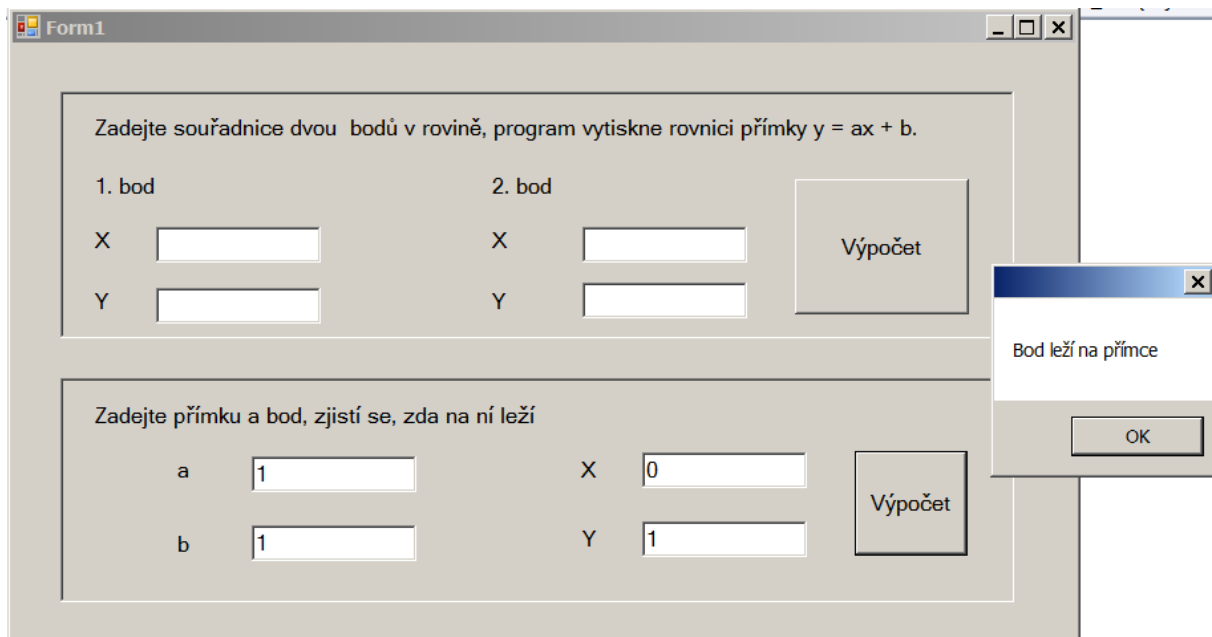 Form1
Zadejte souřadnice dvou bodů v rovině, program vytiskne rovnici přímky y = ax + b.
1. bod 2. bod
X X Výpočet
Y Y
Bod leží na přímce
OK
Zadejte přímku a bod, zjistí se, zda na ní leží
a 1 X 0
Výpočet
b 1 Y 1